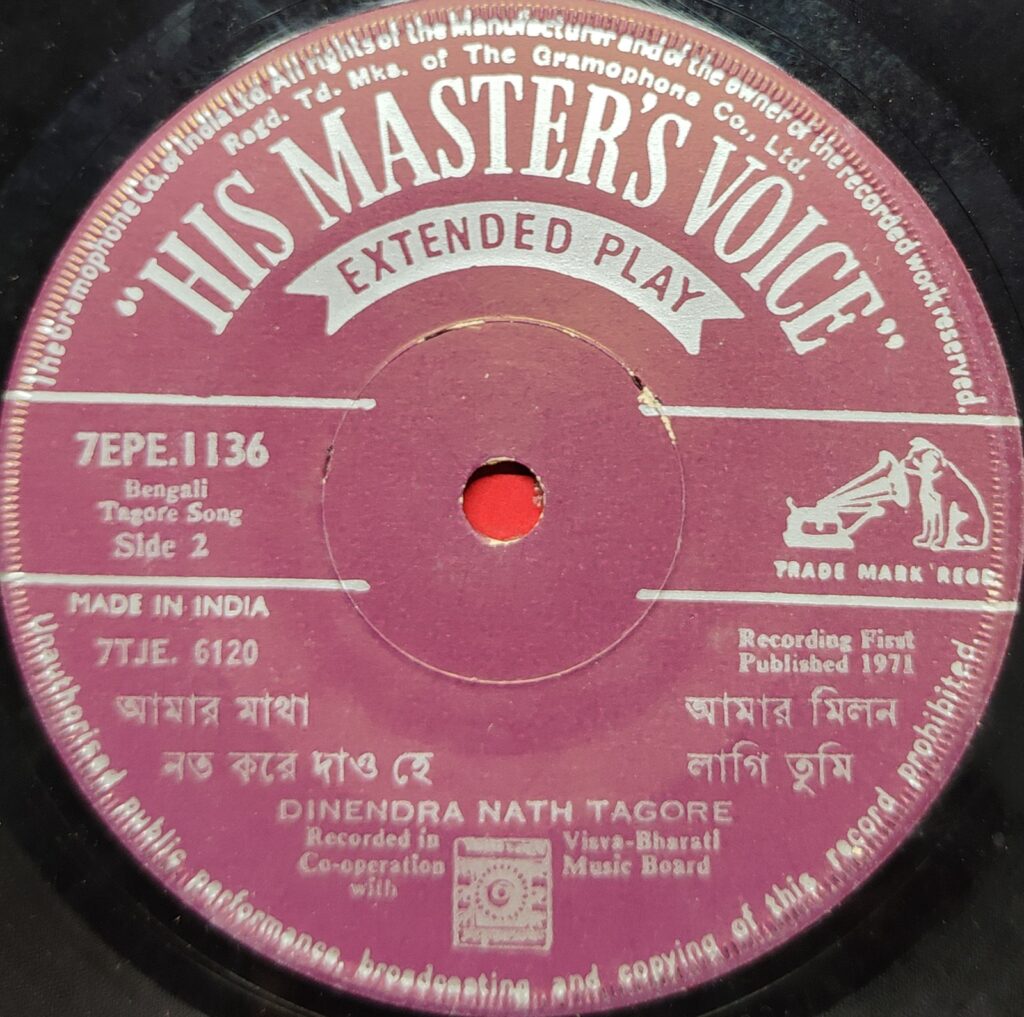 The Gramophone Co. of India Ltd. All rights of the Manufacturer and of the owner of the recorded work reserved.
Regd. Td. Mks. of The Gramophone Co., Ltd.
“HIS MASTER'S VOICE”
EXTENDED PLAY
7EPE.1136
Bengali
Tagore Song
Side 2
TRADE MARK REGD
MADE IN INDIA
7TJE. 6120
Recording First
Published 1971
আমার মাথা
নত করে দাও হে
আমার মিলন
লাগি তুমি
DINENDRA NATH TAGORE
Recorded in
Co-operation
with
Visva-Bharati
Music Board
Unauthorised public performance, broadcasting and copying of this record prohibited.